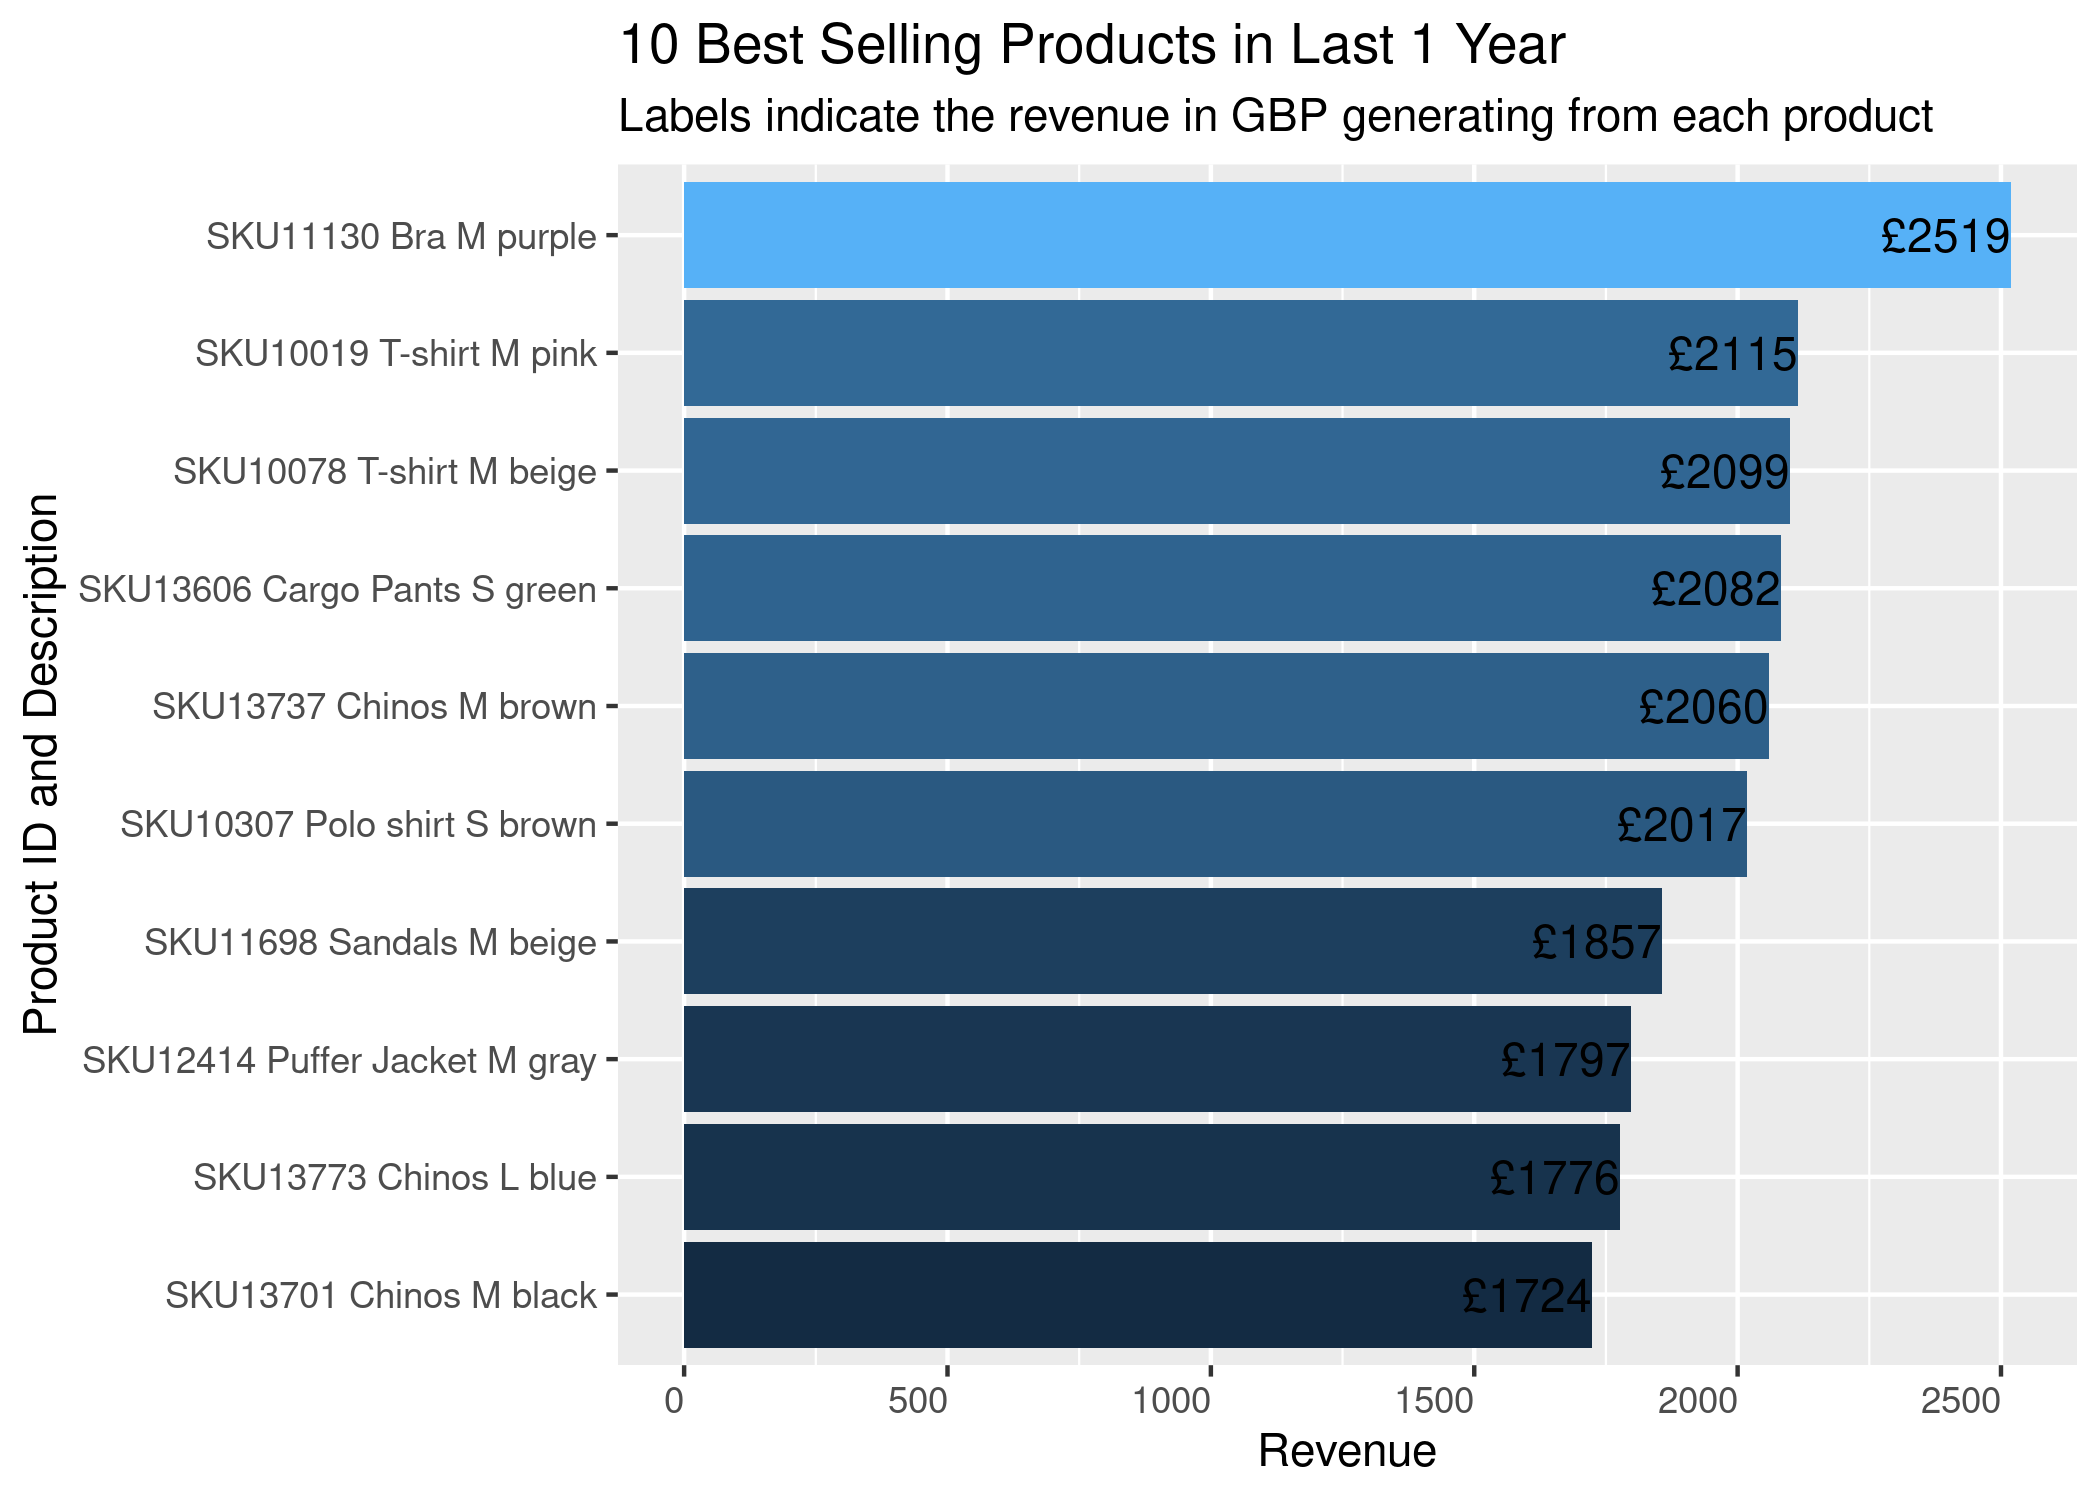 10 Best Selling Products in Last 1 Year
Labels indicate the revenue in GBP generating from each product
Product ID and Description
SKU11130 Bra M purple
£2519
SKU10019 T-shirt M pink
£2115
SKU10078 T-shirt M beige
£2099
SKU13606 Cargo Pants S green
£2082
SKU13737 Chinos M brown
£2060
SKU10307 Polo shirt S brown
£2017
SKU11698 Sandals M beige
£1857
SKU12414 Puffer Jacket M gray
£1797
SKU13773 Chinos L blue
£1776
SKU13701 Chinos M black
£1724
0 500 1000 1500 2000 2500
Revenue